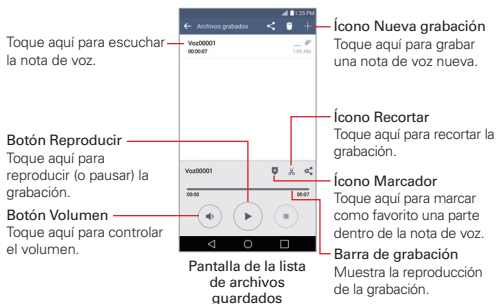 Toque aquí para escuchar
la nota de voz.
Botón Reproducir
Toque aquí para
reproducir (o pausar) la
grabación.
Botón Volumen
Toque aquí para controlar
el volumen.
1:25 PM
Archivos grabados
Voz00001
00:00:07
1:09 AM
Voz00001
00:00
00:07
Pantalla de la lista
de archivos
guardados
Ícono Nueva grabación
Toque aquí para grabar
una nota de voz nueva.
Ícono Recortar
Toque aquí para recortar la
grabación.
Ícono Marcador
Toque aquí para marcar
como favorito una parte
dentro de la nota de voz.
Barra de grabación
Muestra la reproducción
de la grabación.